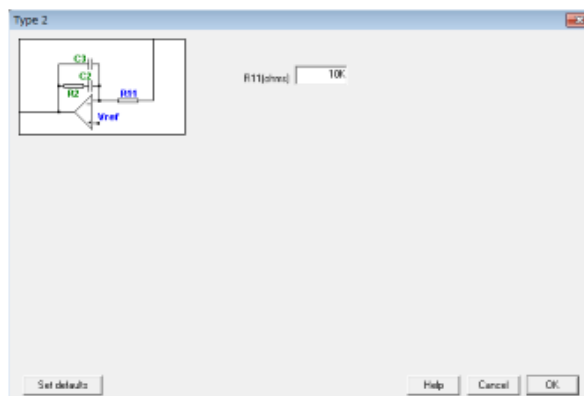 Type 2
C3
C2
R2
R11
Vref
R11(ohms) 10K
Set defaults
Help
Cancel
OK